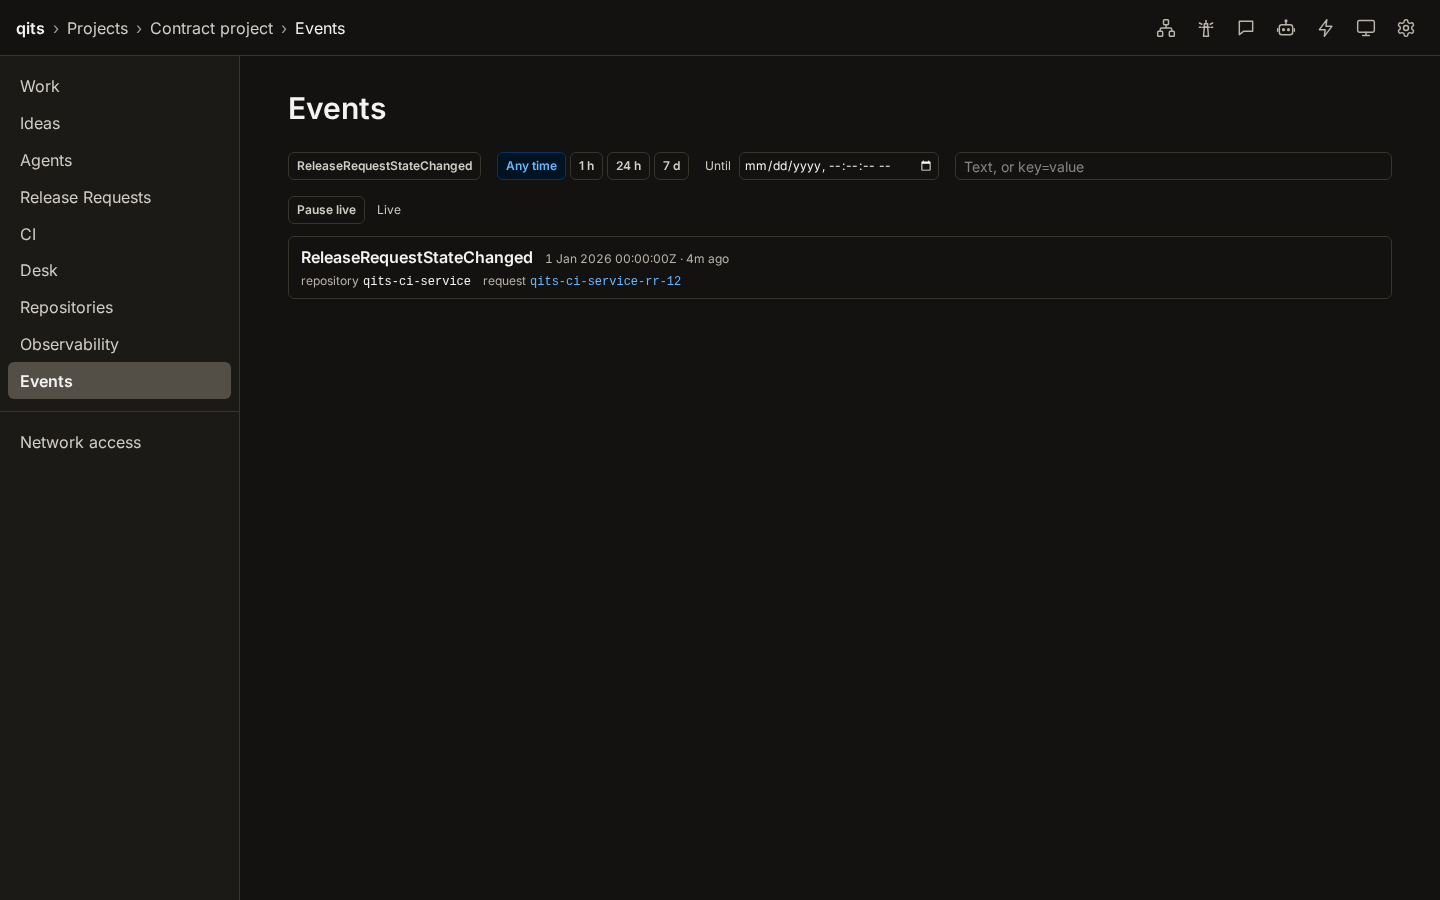 qits › Projects › Contract project › Events
Work
Ideas
Agents
Release Requests
CI
Desk
Repositories
Observability
Events
Network access
Events
ReleaseRequestStateChanged Any time 1 h 24 h 7 d Until mm/dd/yyyy, --:--:-- -- Text, or key=value
Pause live Live
ReleaseRequestStateChanged 1 Jan 2026 00:00:00Z · 4m ago
repository qits-ci-service request qits-ci-service-rr-12